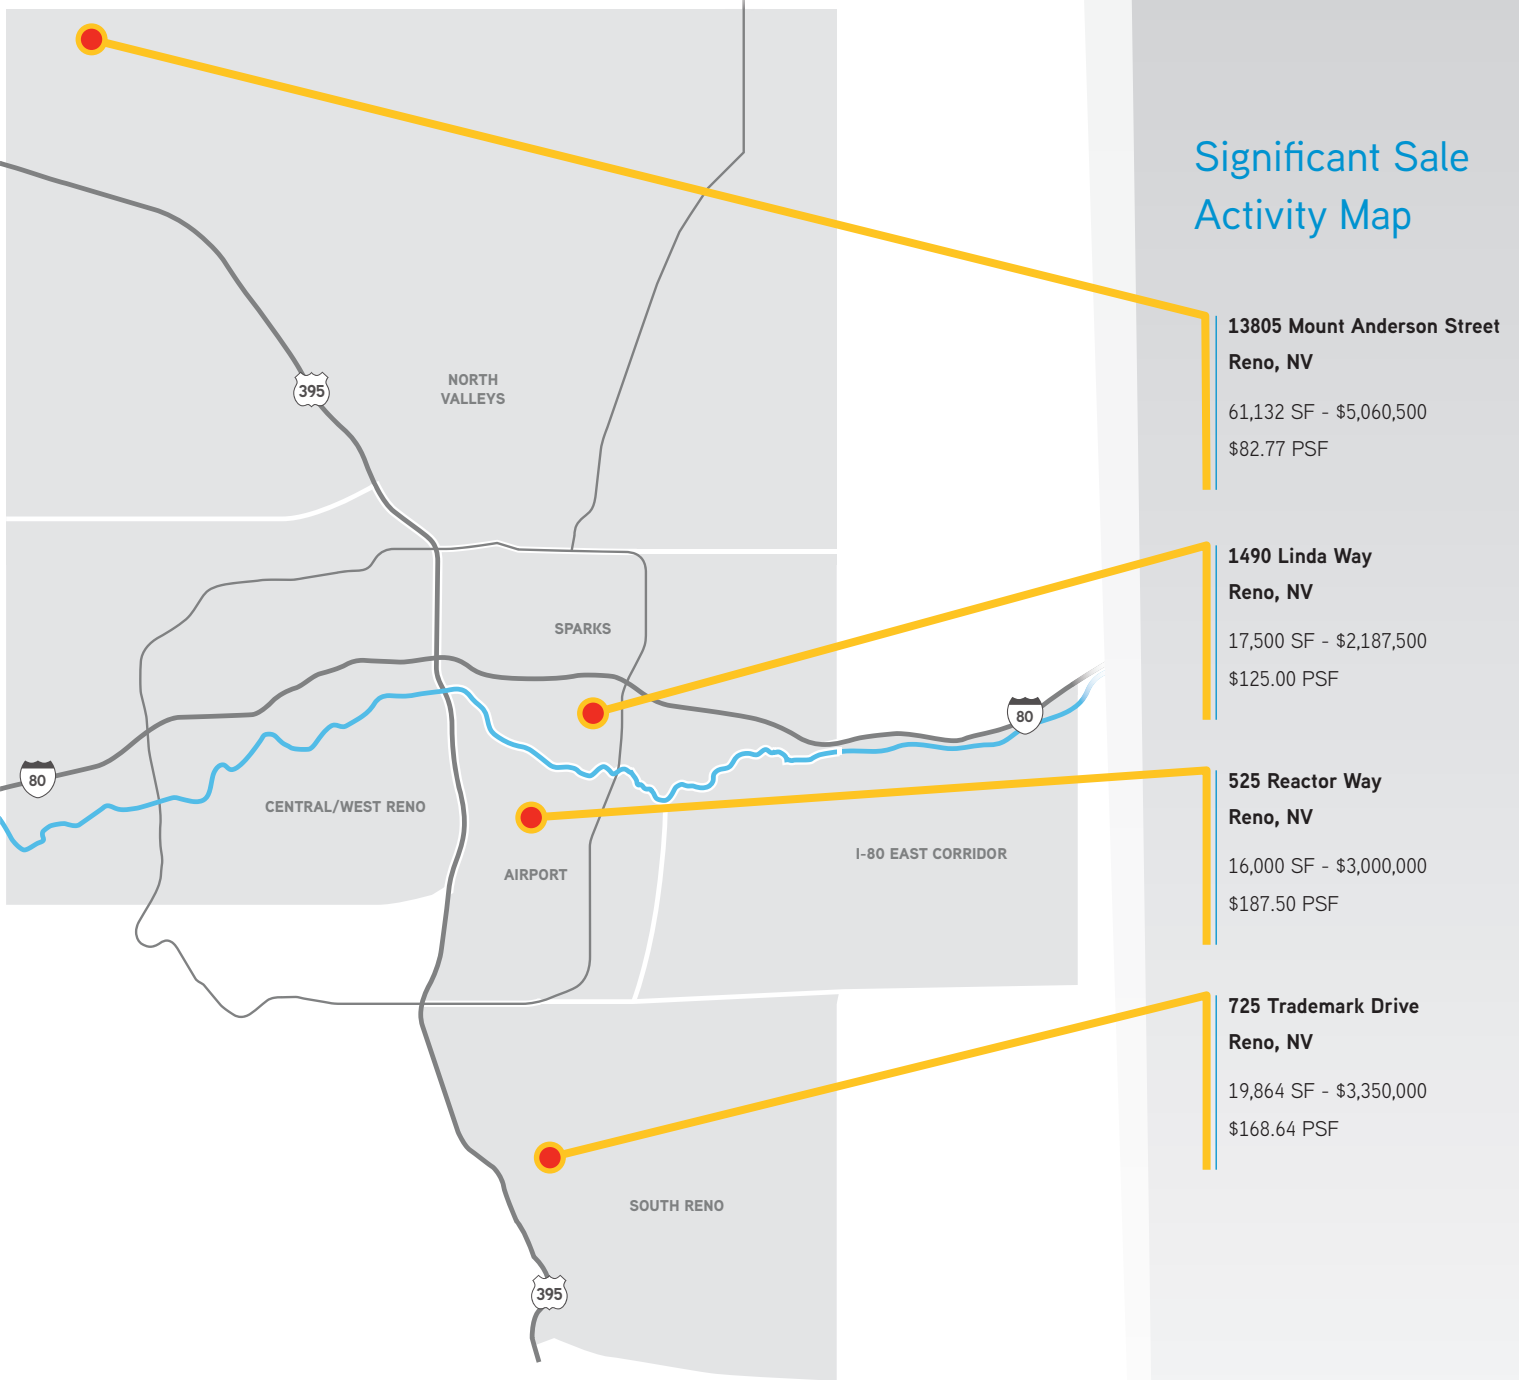 Significant Sale
Activity Map
13805 Mount Anderson Street
Reno, NV
61,132 SF - $5,060,500
$82.77 PSF
1490 Linda Way
Reno, NV
17,500 SF - $2,187,500
$125.00 PSF
525 Reactor Way
Reno, NV
16,000 SF - $3,000,000
$187.50 PSF
725 Trademark Drive
Reno, NV
19,864 SF - $3,350,000
$168.64 PSF
395
NORTH
VALLEYS
SPARKS
80
80
CENTRAL/WEST RENO
I-80 EAST CORRIDOR
AIRPORT
SOUTH RENO
395